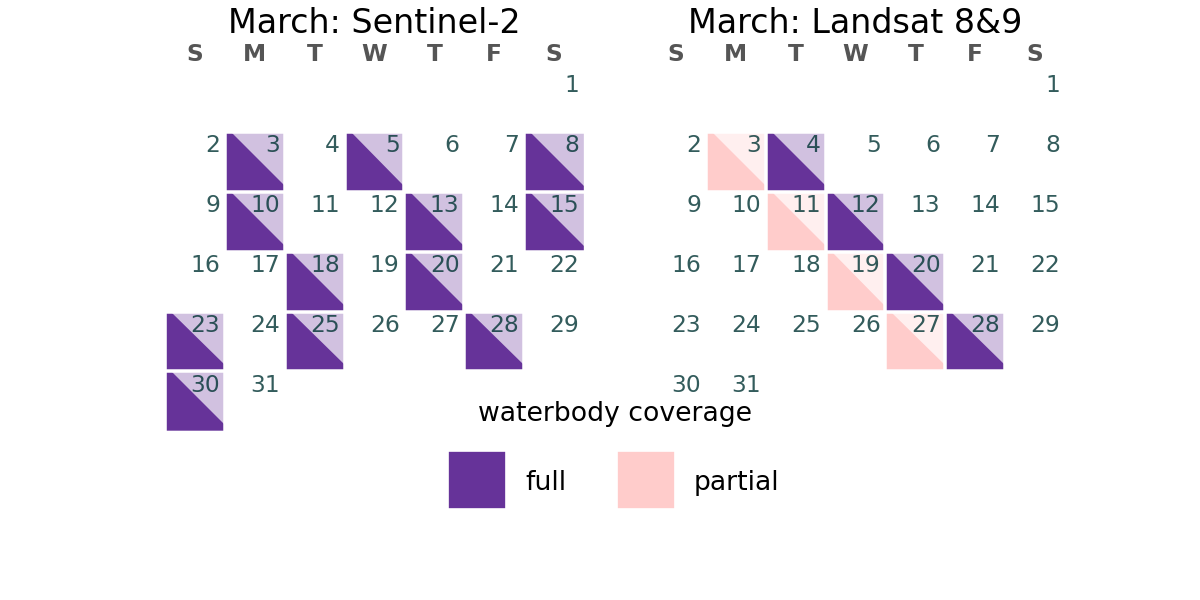 March: Sentinel-2
S M T W T F S
1
2 3 4 5 6 7 8
9 10 11 12 13 14 15
16 17 18 19 20 21 22
23 24 25 26 27 28 29
30 31
March: Landsat 8&9
S M T W T F S
1
2 3 4 5 6 7 8
9 10 11 12 13 14 15
16 17 18 19 20 21 22
23 24 25 26 27 28 29
30 31
waterbody coverage
full partial